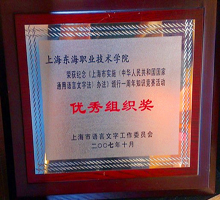 上海东海职业技术学院
荣获纪念《上海市实施〈中华人民共和国国家
通用语言文字法〉办法》颁行一周年知识竞赛活动
优秀组织奖
上海市语言文字工作委员会
二〇〇七年十月